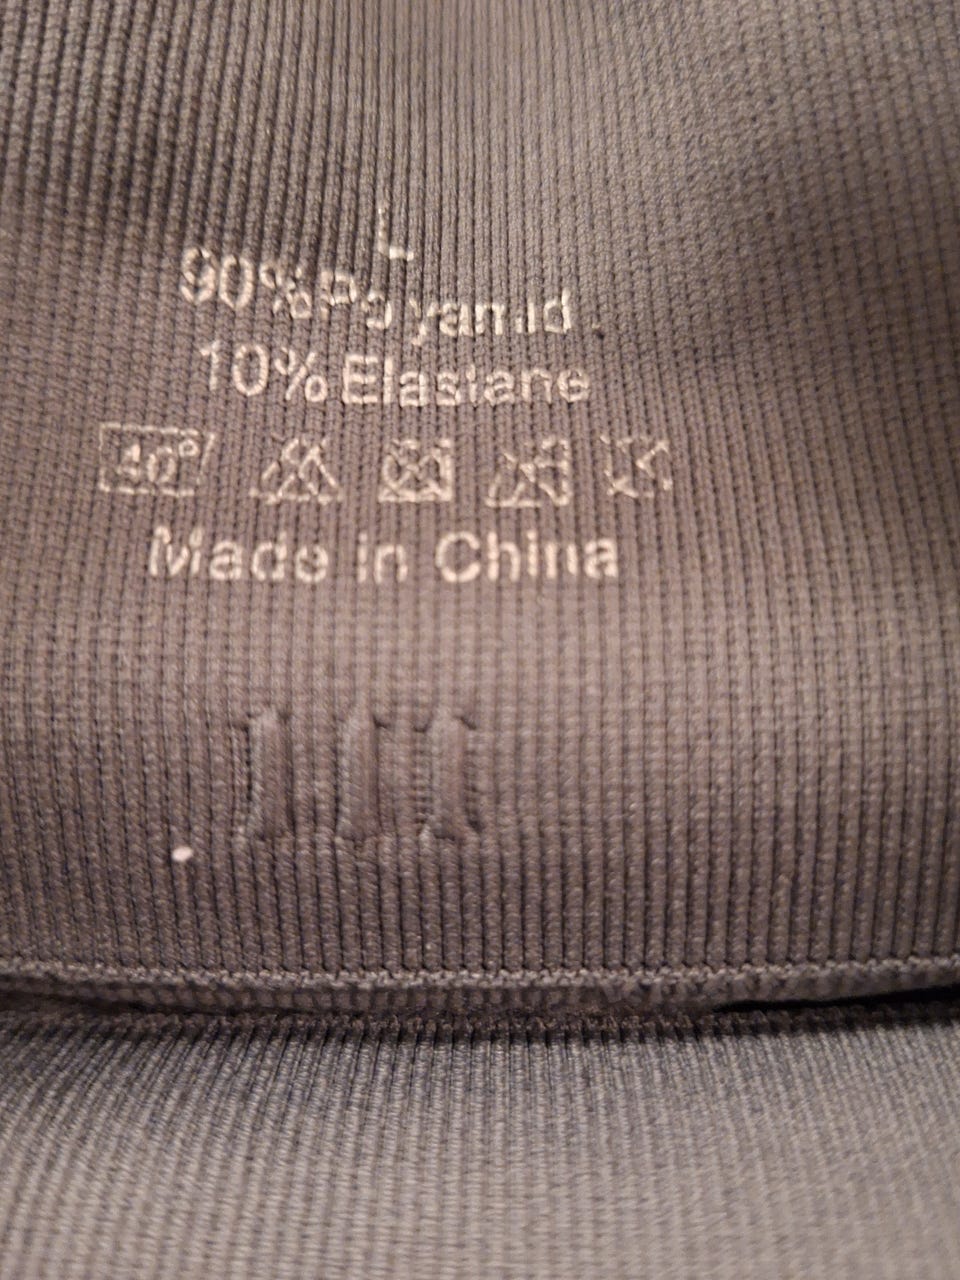 L
90% Polyamid
10% Elastane
40°
Made in China